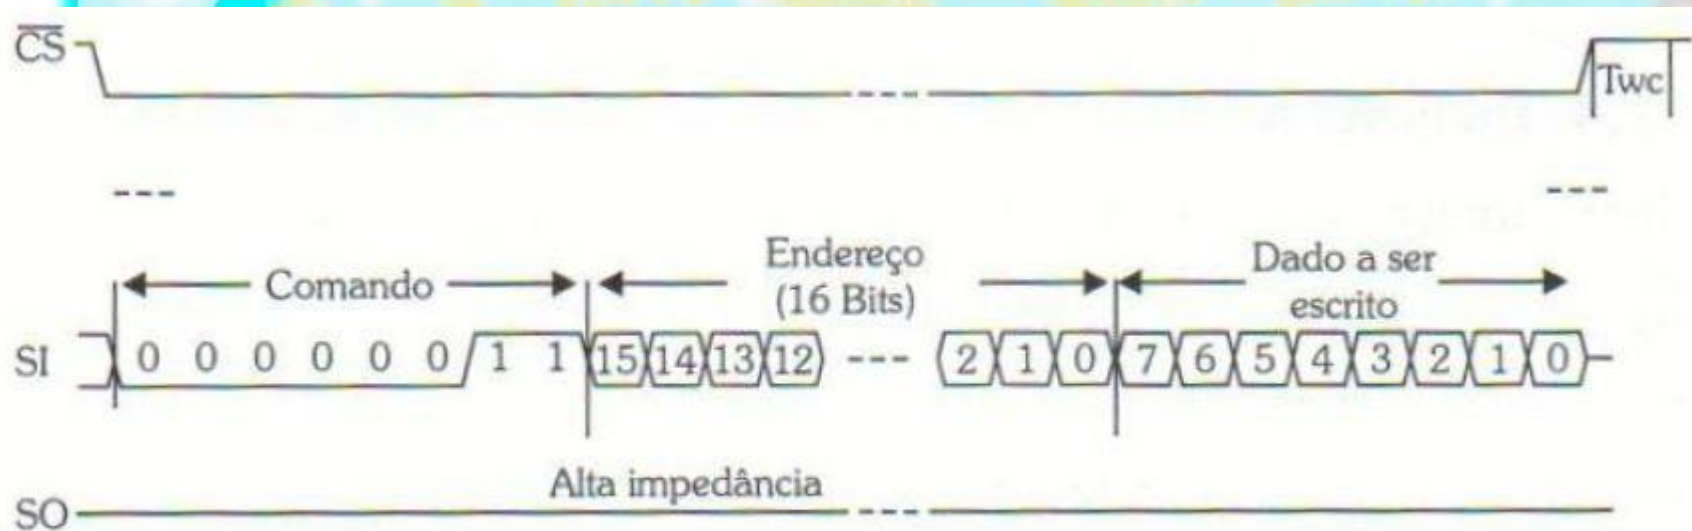 CS
Twc
Comando
Endereço
(16 Bits)
Dado a ser
escrito
SI 0 0 0 0 0 0 1 1 15 14 13 12 --- 2 1 0 7 6 5 4 3 2 1 0
Alta impedância
SO